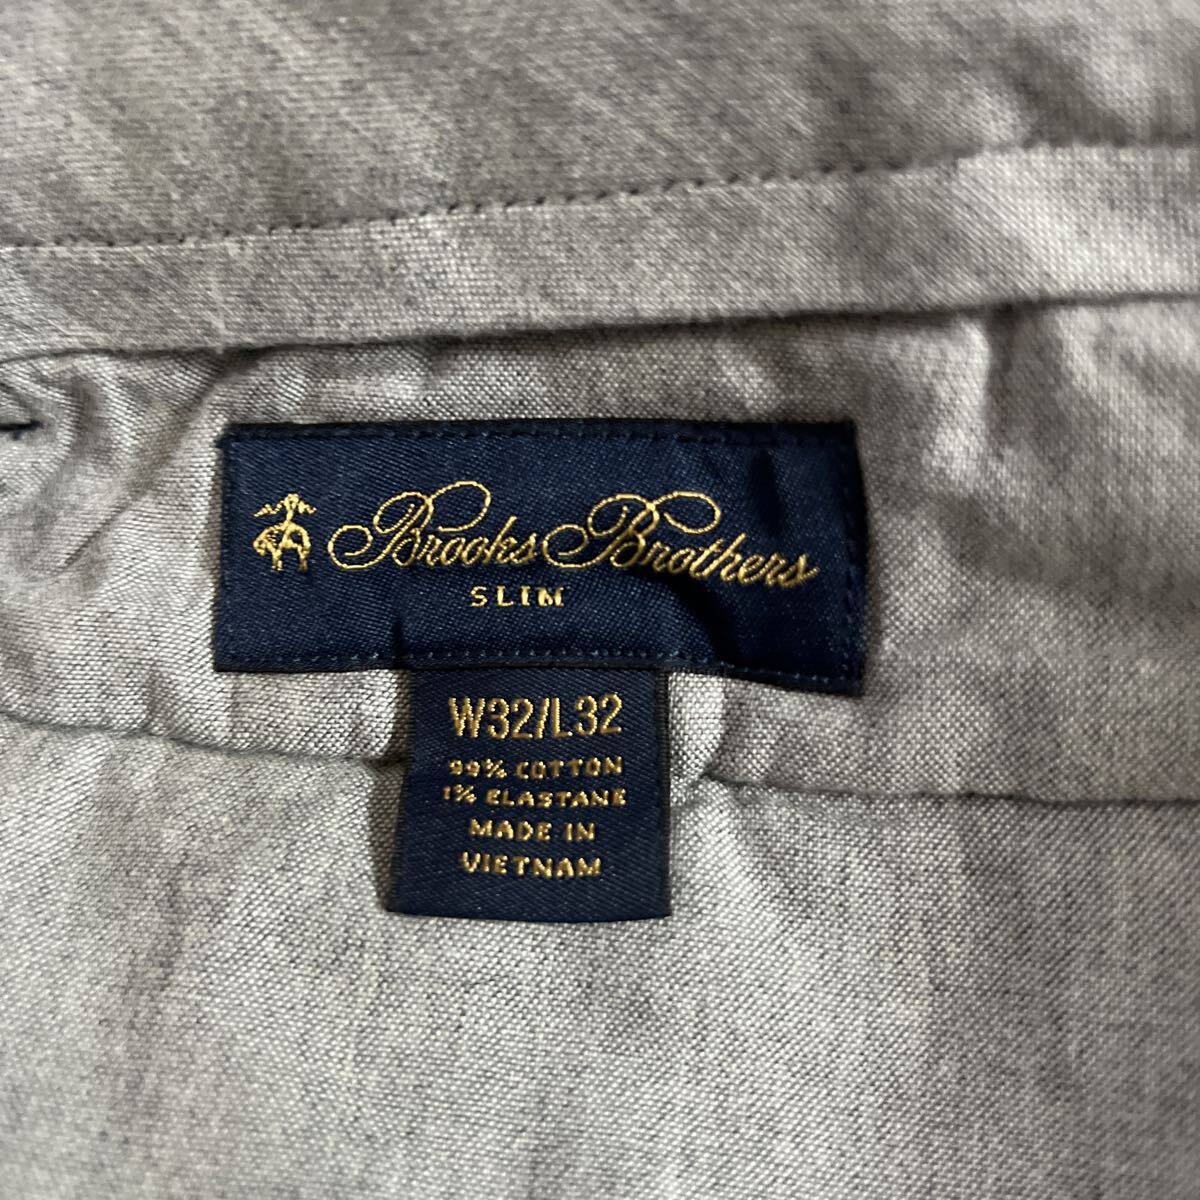 Brooks Brothers
SLIM
W32/L32
99% COTTON
1% ELASTANE
MADE IN
VIETNAM